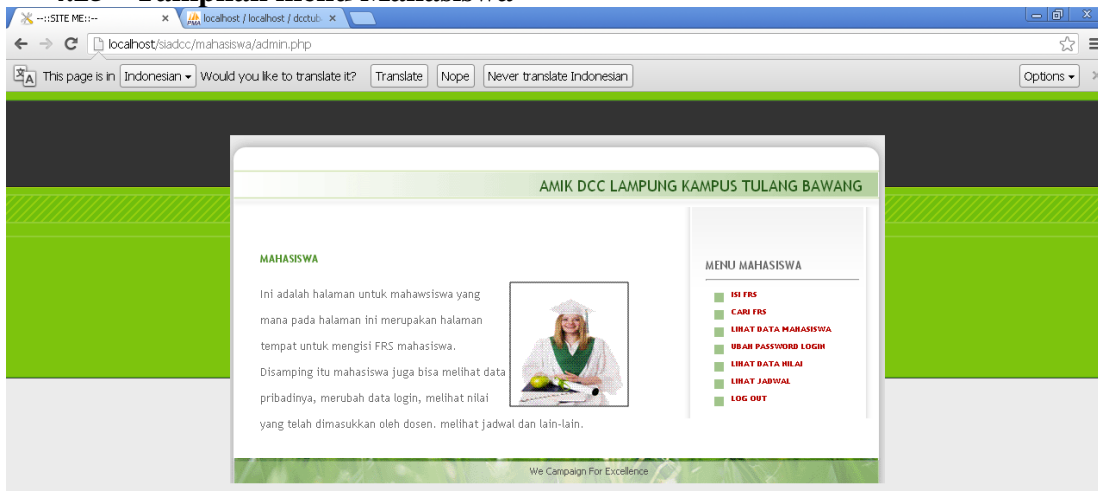 Tampilan menu Mahasiswa
--::SITE ME::--
localhost / localhost / dcctub
localhost/siadcc/mahasiswa/admin.php
This page is in Indonesian Would you like to translate it? Translate Nope Never translate Indonesian Options
AMIK DCC LAMPUNG KAMPUS TULANG BAWANG
MAHASISWA
Ini adalah halaman untuk mahawsiswa yang
mana pada halaman ini merupakan halaman
tempat untuk mengisi FRS mahasiswa.
Disamping itu mahasiswa juga bisa melihat data
pribadinya, merubah data login, melihat nilai
yang telah dimasukkan oleh dosen. melihat jadwal dan lain-lain.
MENU MAHASISWA
ISI FRS
CARI FRS
LIHAT DATA MAHASISWA
UBAH PASSWORD LOGIN
LIHAT DATA NILAI
LIHAT JADWAL
LOG OUT
We Campaign For Excellence